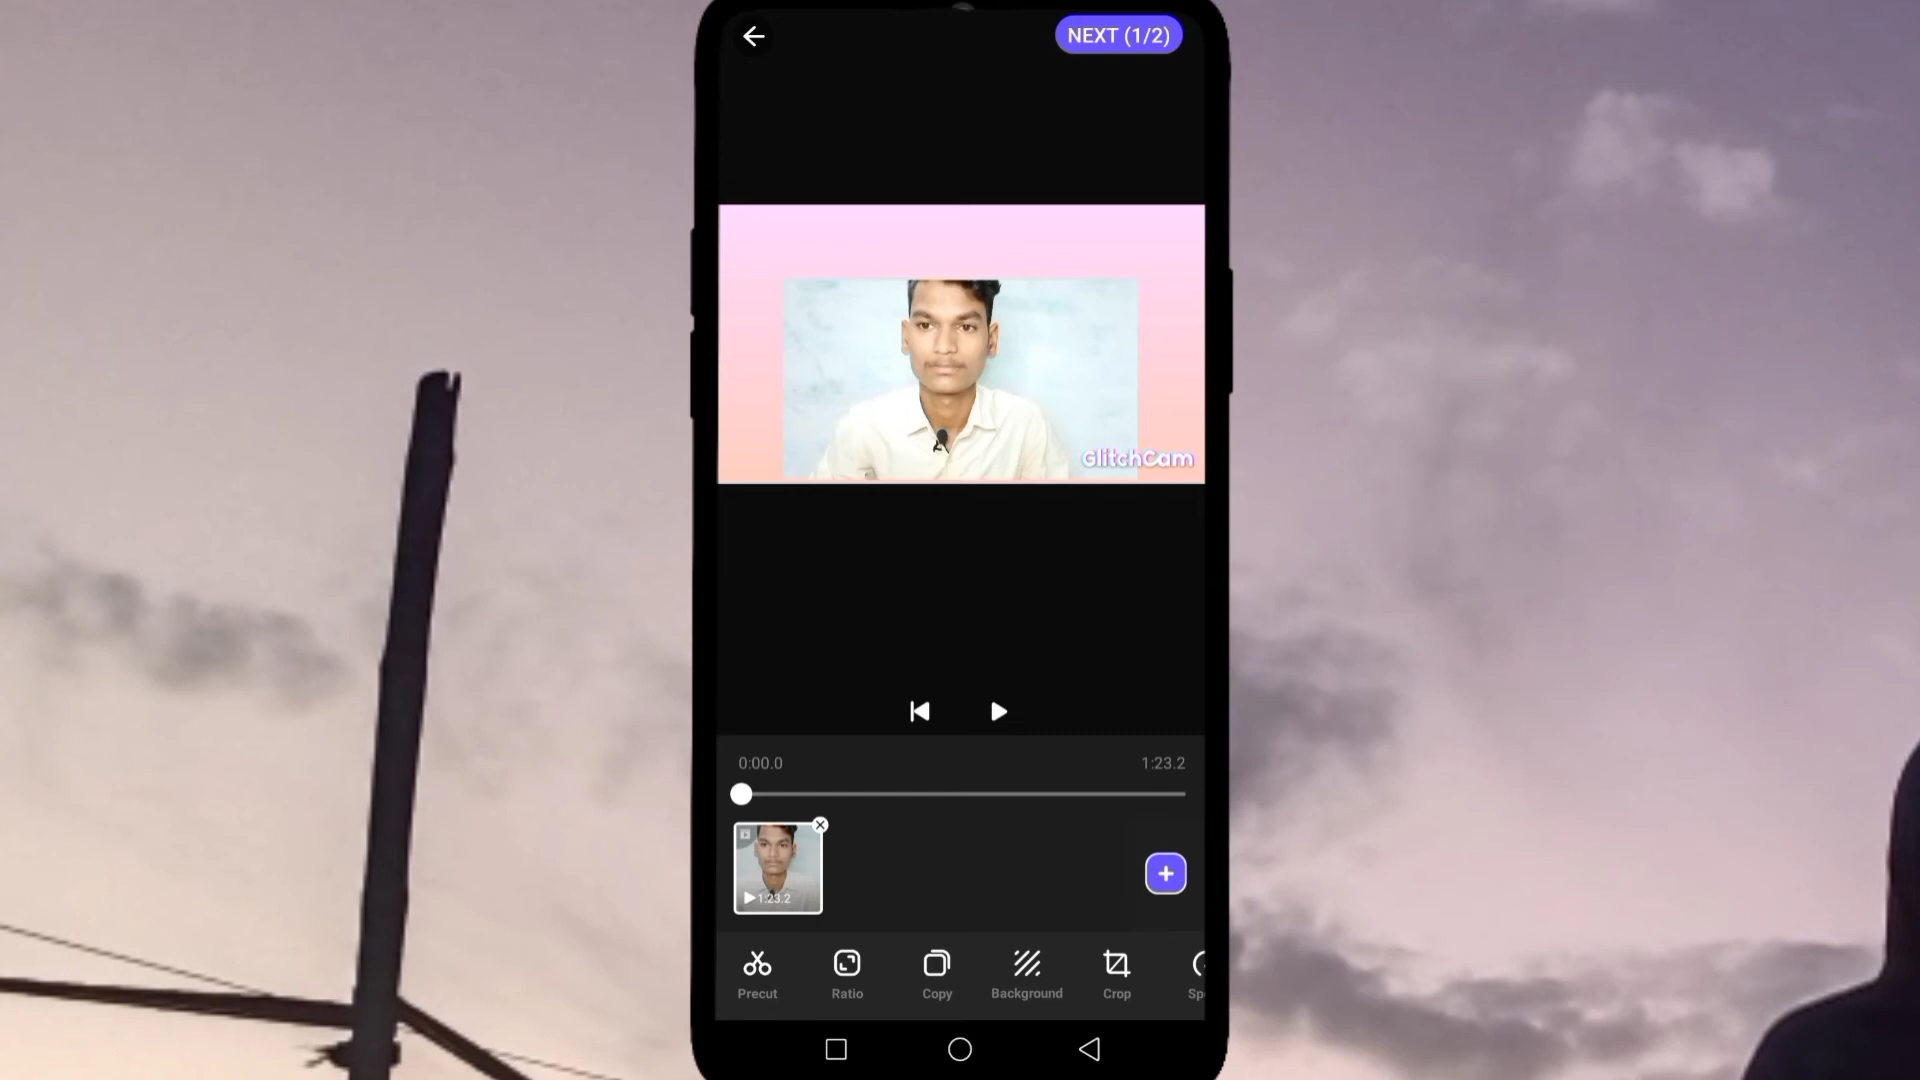 NEXT (1/2)
GlitchCam
0:00.0
1:23.2
1:23.2
Precut
Ratio
Copy
Background
Crop